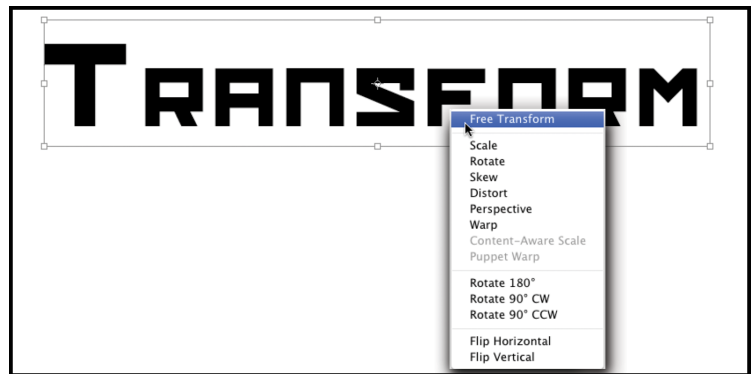 TRANSFORM
Free Transform
Scale
Rotate
Skew
Distort
Perspective
Warp
Content-Aware Scale
Puppet Warp
Rotate 180°
Rotate 90° CW
Rotate 90° CCW
Flip Horizontal
Flip Vertical